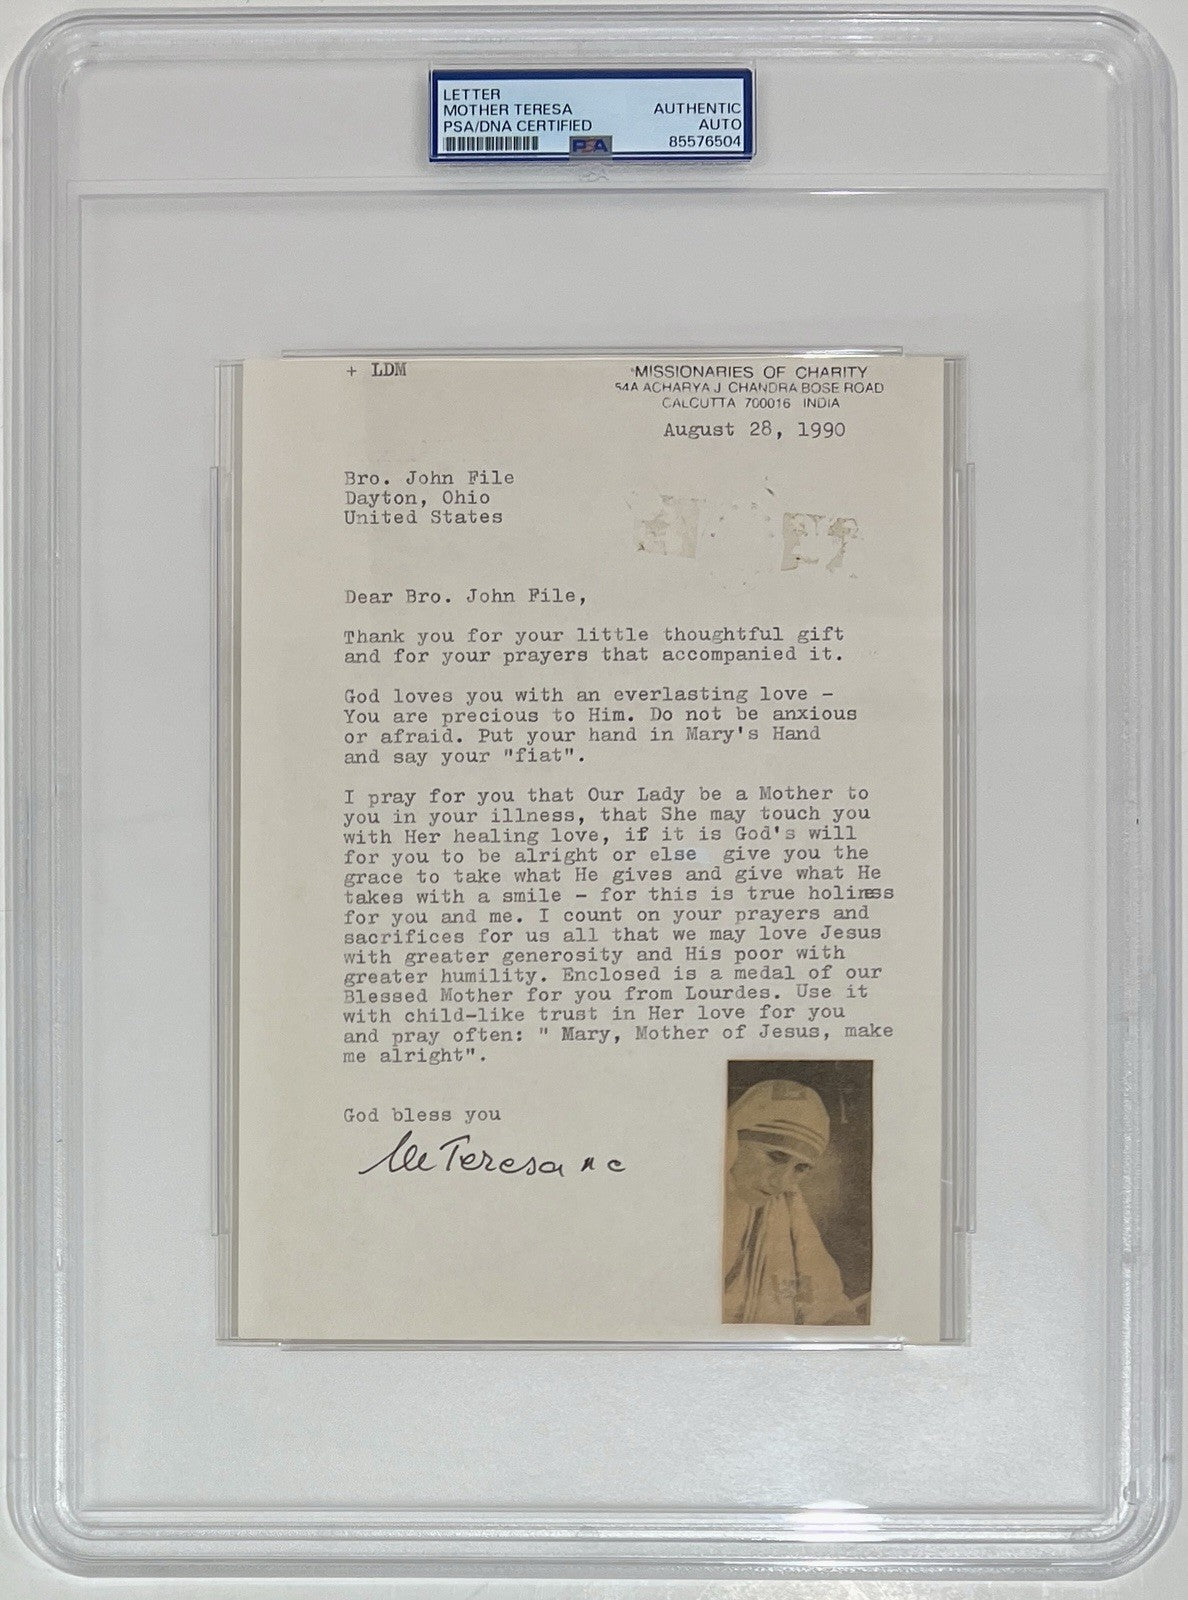 LETTER
MOTHER TERESA
PSA/DNA CERTIFIED
AUTHENTIC
AUTO
85576504
PSA
+ LDM
MISSIONARIES OF CHARITY
54A ACHARYA J. CHANDRA BOSE ROAD
CALCUTTA 700016 INDIA
August 28, 1990
Bro. John File
Dayton, Ohio
United States
Dear Bro. John File,
Thank you for your little thoughtful gift
and for your prayers that accompanied it.
God loves you with an everlasting love –
You are precious to Him. Do not be anxious
or afraid. Put your hand in Mary's Hand
and say your "fiat".
I pray for you that Our Lady be a Mother to
you in your illness, that She may touch you
with Her healing love, if it is God's will
for you to be alright or else give you the
grace to take what He gives and give what He
takes with a smile – for this is true holiness
for you and me. I count on your prayers and
sacrifices for us all that we may love Jesus
with greater generosity and His poor with
greater humility. Enclosed is a medal of our
Blessed Mother for you from Lourdes. Use it
with child-like trust in Her love for you
and pray often: " Mary, Mother of Jesus, make
me alright".
God bless you
M Teresa mc